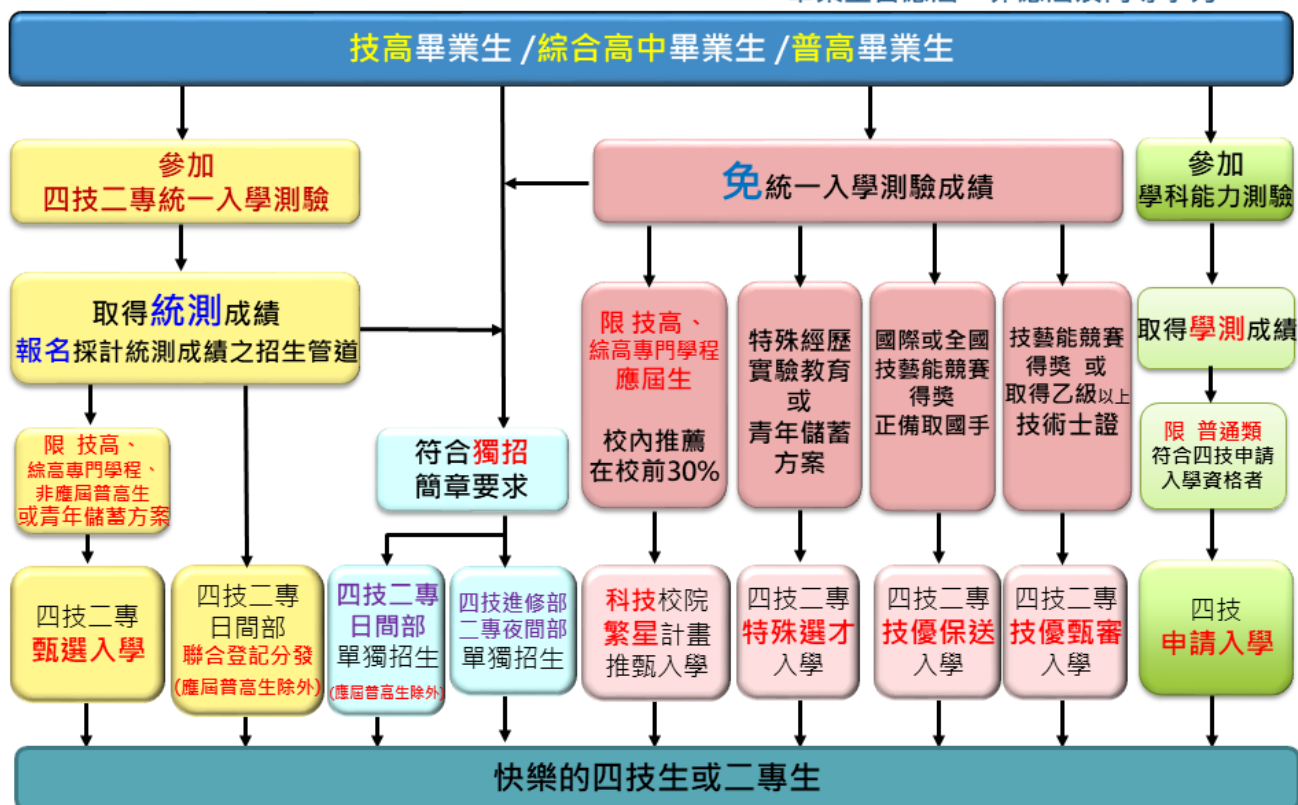 技高畢業生 /綜合高中畢業生 /普高畢業生
參加
四技二專統一入學測驗
免統一入學測驗成績
參加
學科能力測驗
取得統測成績
報名採計統測成績之招生管道
限 技高、
綜高專門學程
應屆生
校內推薦
在校前30%
特殊經歷
實驗教育
或
青年儲蓄
方案
國際或全國
技藝能競賽
得獎
正備取國手
技藝能競賽
得獎 或
取得乙級以上
技術士證
取得學測成績
限 技高、
綜高專門學程、
非應屆普高生
或青年儲蓄方案
符合獨招
簡章要求
限 普通類
符合四技申請
入學資格者
四技二專
甄選入學
四技二專
日間部
聯合登記分發
(應屆普高生除外)
四技二專
日間部
單獨招生
(應屆普高生除外)
四技進修部
二專夜間部
單獨招生
科技校院
繁星計畫
推甄入學
四技二專
特殊選才
入學
四技二專
技優保送
入學
四技二專
技優甄審
入學
四技
申請入學
快樂的四技生或二專生